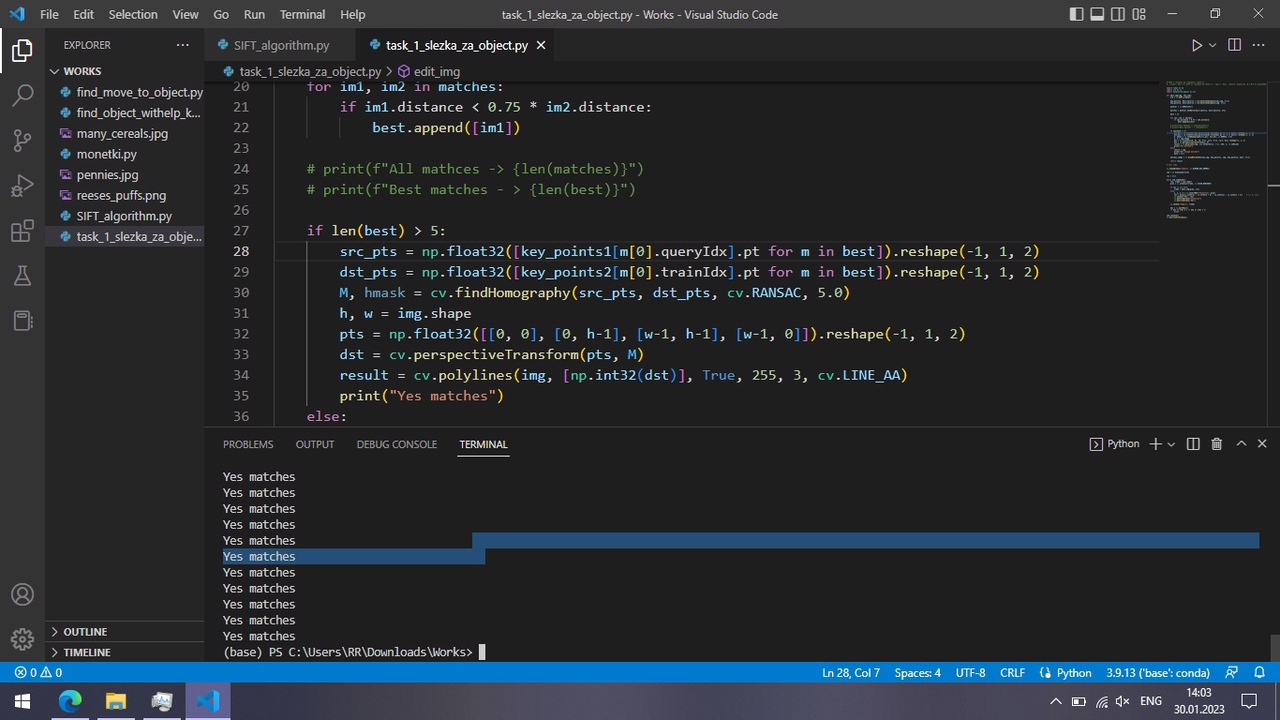 File Edit Selection View Go Run Terminal Help task_1_slezka_za_object.py - Works - Visual Studio Code
EXPLORER
SIFT_algorithm.py
task_1_slezka_za_object.py
WORKS
task_1_slezka_za_object.py > edit_img
find_move_to_object.py
find_object_withelp_k...
many_cereals.jpg
monetki.py
pennies.jpg
reeses_puffs.png
SIFT_algorithm.py
task_1_slezka_za_obje...
20 for im1, im2 in matches:
21 if im1.distance < 0.75 * im2.distance:
22 best.append([im1])
23
24 # print(f"All mathcs -> {len(matches)}")
25 # print(f"Best matches - > {len(best)}")
26
27 if len(best) > 5:
28 src_pts = np.float32([key_points1[m[0].queryIdx].pt for m in best]).reshape(-1, 1, 2)
29 dst_pts = np.float32([key_points2[m[0].trainIdx].pt for m in best]).reshape(-1, 1, 2)
30 M, hmask = cv.findHomography(src_pts, dst_pts, cv.RANSAC, 5.0)
31 h, w = img.shape
32 pts = np.float32([[0, 0], [0, h-1], [w-1, h-1], [w-1, 0]]).reshape(-1, 1, 2)
33 dst = cv.perspectiveTransform(pts, M)
34 result = cv.polylines(img, [np.int32(dst)], True, 255, 3, cv.LINE_AA)
35 print("Yes matches")
36 else:
PROBLEMS OUTPUT DEBUG CONSOLE TERMINAL Python
Yes matches
Yes matches
Yes matches
Yes matches
Yes matches
Yes matches
Yes matches
Yes matches
Yes matches
Yes matches
Yes matches
(base) PS C:\Users\RR\Downloads\Works>
OUTLINE
TIMELINE
0 0 Ln 28, Col 7 Spaces: 4 UTF-8 CRLF Python 3.9.13 ('base': conda)
ENG
14:03
30.01.2023